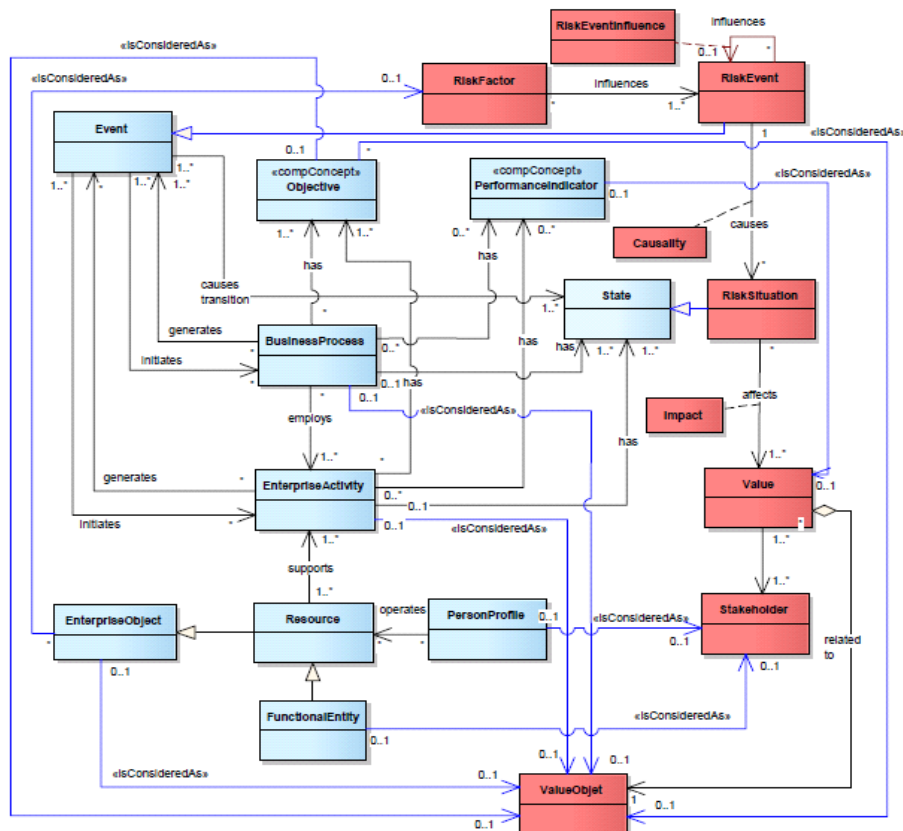 «IsConsideredAs»
RiskEventInfluence
influences
0..1
*
«IsConsideredAs»
0..1
RiskFactor
influences
*
1..*
RiskEvent
Event
1
«IsConsideredAs»
0..1
*
1..*
1..*
*
1..*
1..*
«compConcept»
Objective
«compConcept»
PerformanceIndicator
0..1
1..*
1..*
0..*
0..*
Causality
causes
has
has
*
causes
transition
State
RiskSituation
1..*
*
generates
*
BusinessProcess
0..*
has
1..*
1..*
*
initiates
*
has
0..1
0..1
has
affects
*
employs
«IsConsideredAs»
Impact
has
1..*
*
1..*
generates
*
EnterpriseActivity
0..*
Value
0..1
0..1
initiates
*
0..1
«IsConsideredAs»
*
1..*
1..*
supports
1..*
1..*
EnterpriseObject
Resource
operates
PersonProfile
0..1
«IsConsideredAs»
Stakeholder
*
*
*
0..1
0..1
related
to
0..1
FunctionalEntity
0..1
«IsConsideredAs»
0..1
0..1
«IsConsideredAs»
0..1
ValueObjet
1
0..1
0..1